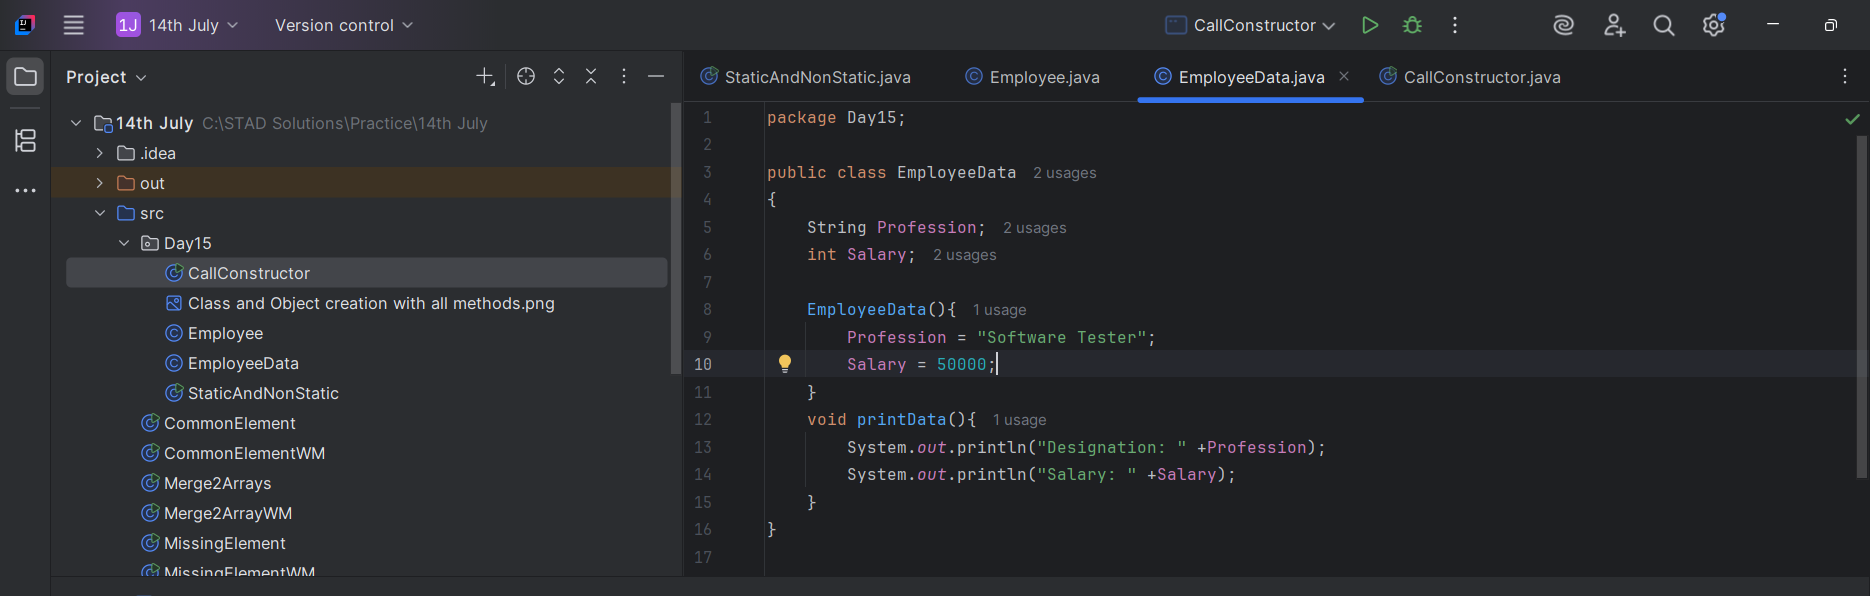 1J 14th July Version control CallConstructor
Project
14th July C:\STAD Solutions\Practice\14th July
.idea
out
src
Day15
CallConstructor
Class and Object creation with all methods.png
Employee
EmployeeData
StaticAndNonStatic
CommonElement
CommonElementWM
Merge2Arrays
Merge2ArrayWM
MissingElement
MissingElementWM
StaticAndNonStatic.java Employee.java EmployeeData.java CallConstructor.java
1 package Day15;
2
3 public class EmployeeData 2 usages
4 {
5 String Profession; 2 usages
6 int Salary; 2 usages
7
8 EmployeeData(){ 1 usage
9 Profession = "Software Tester";
10 Salary = 50000;
11 }
12 void printData(){ 1 usage
13 System.out.println("Designation: " +Profession);
14 System.out.println("Salary: " +Salary);
15 }
16 }
17